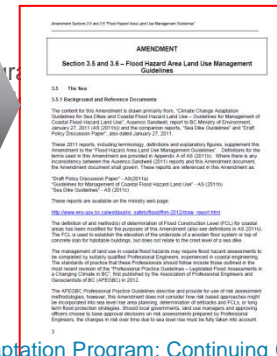 Amendment Sections 3.5 and 3.6 "Flood Hazard Area Land Use Management Guidelines"
AMENDMENT
Section 3.5 and 3.6 – Flood Hazard Area Land Use Management
Guidelines
3.5 The Sea
3.5.1 Background and Reference Documents
The content for this Amendment is drawn primarily from, "Climate Change Adaptation
Guidelines for Sea Dikes and Coastal Flood Hazard Land Use – Guidelines for Management of
Coastal Flood Hazard Land Use", Ausenco Sandwell, report to BC Ministry of Environment,
January 27, 2011 (AS (2011b)) and the companion reports, "Sea Dike Guidelines" and "Draft
Policy Discussion Paper", also dated January 27, 2011.
These 2011 reports, including terminology, definitions and explanatory figures, supplement this
Amendment to the "Flood Hazard Area Land Use Management Guidelines". Definitions for the
terms used in this Amendment are provided in Appendix A of AS (2011b). Where there is any
inconsistency between the Ausenco Sandwell (2011) reports and this Amendment document,
the Amendment document shall govern. These reports are referenced in this Amendment as:
"Draft Policy Discussion Paper" - AS(2011a)
"Guidelines for Management of Coastal Flood Hazard Land Use" - AS (2011b)
"Sea Dike Guidelines" - AS (2011c)
These reports are available on the ministry web page:
The definition of and method(s) of determination of Flood Construction Level (FCL) for coastal
areas has been modified for the purposes of this Amendment (also see definitions in AS 2011b).
The FCL is used to establish the elevation of the underside of a wooden floor system or top of
concrete slab for habitable buildings, but does not relate to the crest level of a sea dike.
The management of land use in coastal flood hazards may require flood hazard assessments to
be completed by suitably qualified Professional Engineers, experienced in coastal engineering.
The standards of practice that these Professionals should follow include those outlined in the
most recent revision of the "Professional Practice Guidelines – Legislated Flood Assessments in
a Changing Climate in BC", first published by the Association of Professional Engineers and
Geoscientists of BC (APEGBC) in 2012.
The APEGBC Professional Practice Guidelines describe and provide for use of risk assessment
methodologies, however, this Amendment does not consider how risk based approaches might
be incorporated into sea level rise area planning, determination of setbacks and FCLs, or long
term flood protection strategies. Should local governments, land use managers and approving
officers choose to base approval decisions on risk assessments prepared by Professional
Engineers, the changes in risk over time due to sea level rise must be fully taken into account.
3
ptation Program: Continuing